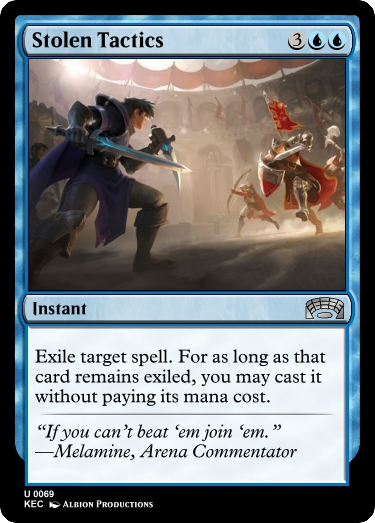 Stolen Tactics 3
Instant
Exile target spell. For as long as that
card remains exiled, you may cast it
without paying its mana cost.
“If you can’t beat ‘em join ‘em.”
—Melamine, Arena Commentator
U 0069
KEC Albion Productions